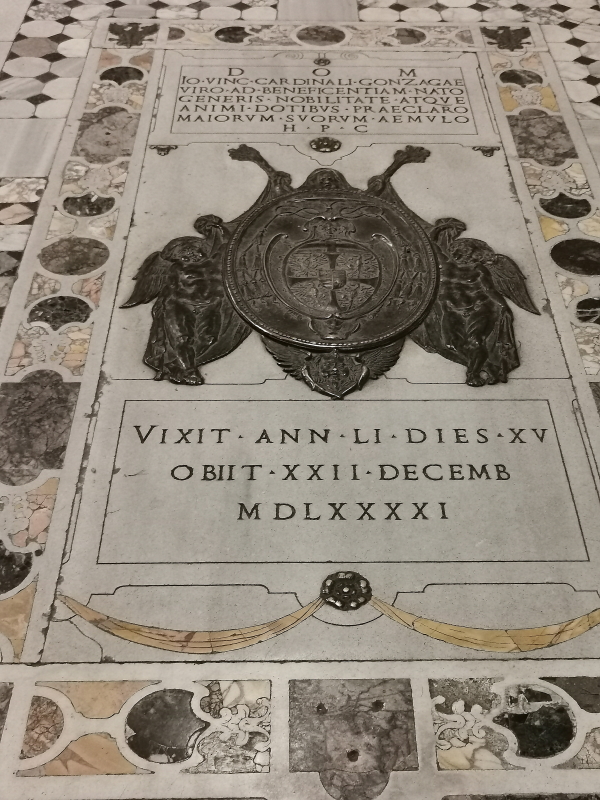 D O M
IO·VINC·CARDINALI·GONZAGAE
VIRO·AD·BENEFICENTIAM·NATO
GENERIS·NOBILITATE·ATQVE
ANIMI·DOTIBVS·PRAECLARO
MAIORVM·SVORVM·AEMVLO
H·P·C
VIXIT·ANN·LI·DIES·XV
OBIIT·XXII·DECEMB
MDLXXXXI